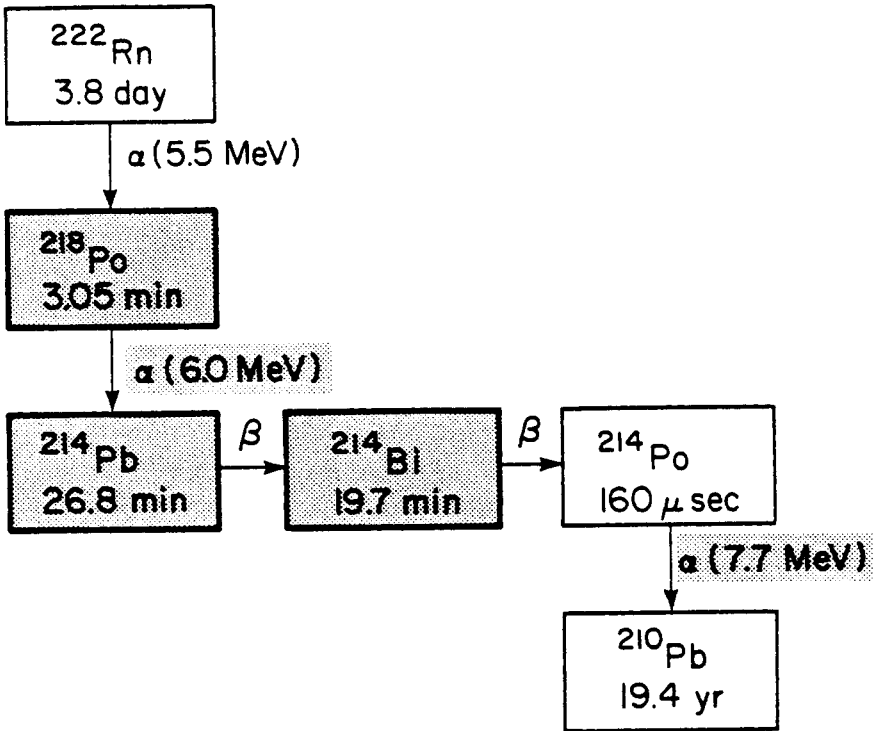 ²²²Rn
3.8 day
α (5.5 MeV)
²¹⁸Po
3.05 min
α (6.0 MeV)
²¹⁴Pb
26.8 min
β
²¹⁴Bi
19.7 min
β
²¹⁴Po
160 μ sec
α (7.7 MeV)
²¹⁰Pb
19.4 yr